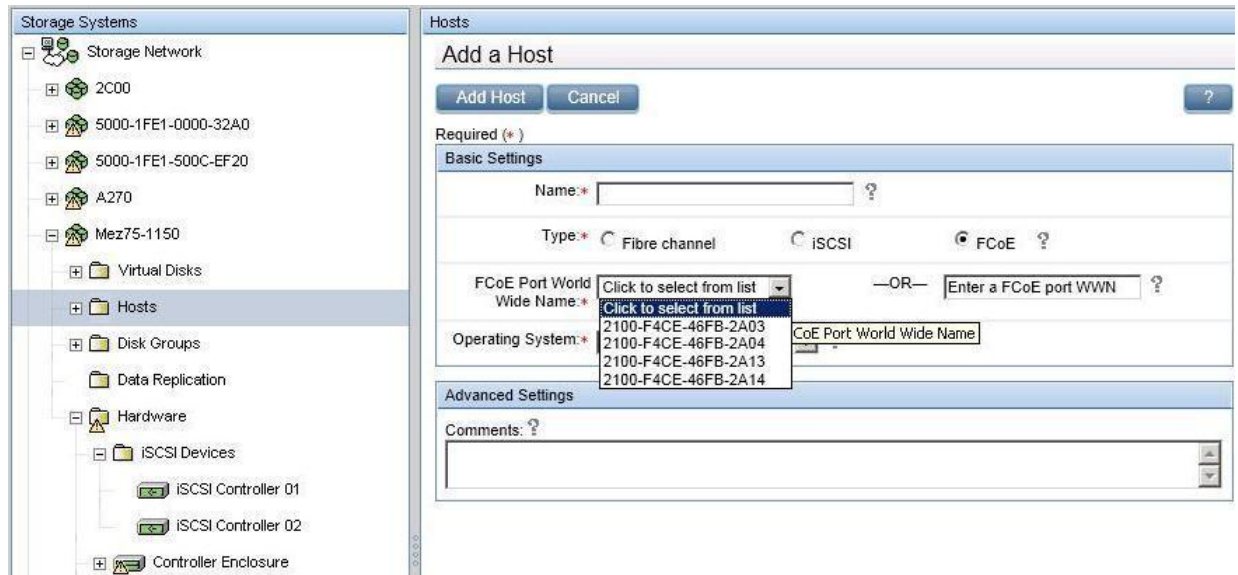 Storage Systems
Storage Network
2C00
5000-1FE1-0000-32A0
5000-1FE1-500C-EF20
A270
Mez75-1150
Virtual Disks
Hosts
Disk Groups
Data Replication
Hardware
iSCSI Devices
iSCSI Controller 01
iSCSI Controller 02
Controller Enclosure
Hosts
Add a Host
Add Host Cancel ?
Required (*)
Basic Settings
Name:* ?
Type:* Fibre channel iSCSI FCoE ?
FCoE Port World Wide Name:* Click to select from list —OR— Enter a FCoE port WWN ?
Click to select from list
2100-F4CE-46FB-2A03
2100-F4CE-46FB-2A04
2100-F4CE-46FB-2A13
2100-F4CE-46FB-2A14
CoE Port World Wide Name
Operating System:*
Advanced Settings
Comments: ?